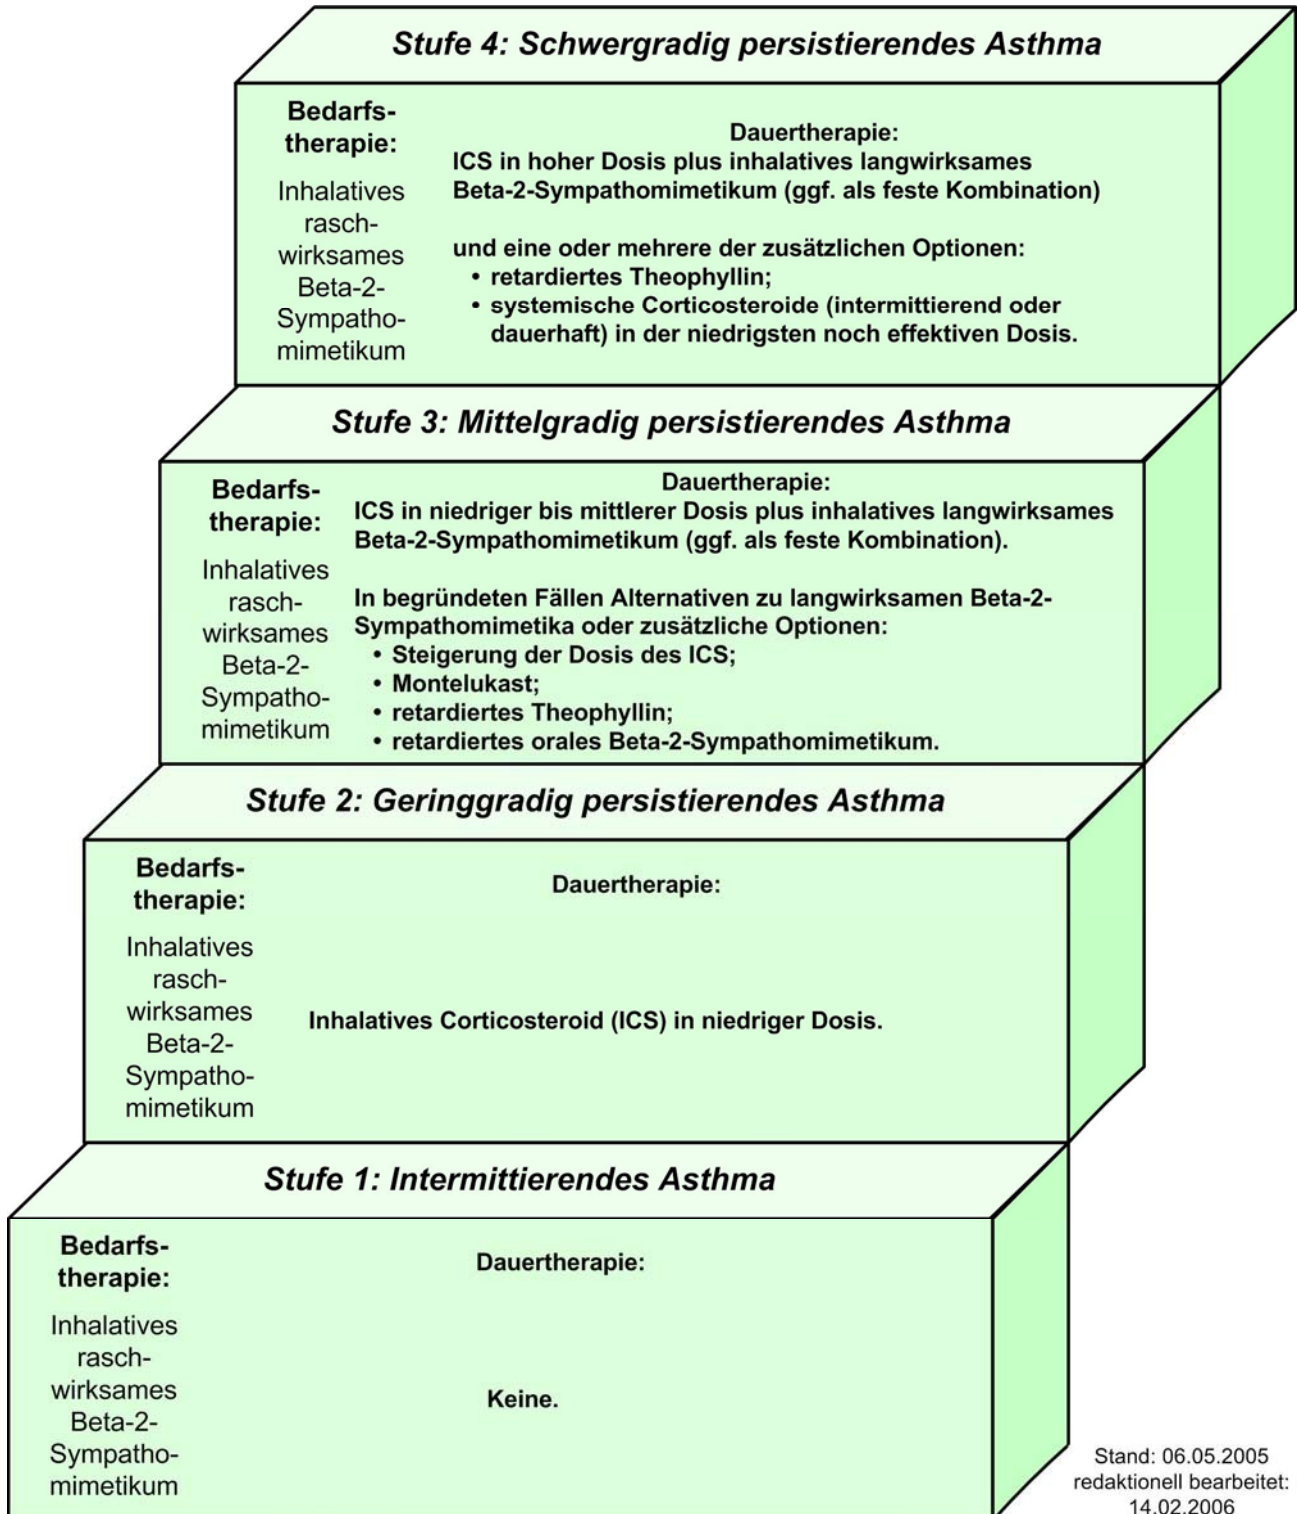 Stufe 4: Schwergradig persistierendes Asthma
Bedarfs-
therapie:
Inhalatives
rasch-
wirksames
Beta-2-
Sympatho-
mimetikum
Dauertherapie:
ICS in hoher Dosis plus inhalatives langwirksames
Beta-2-Sympathomimetikum (ggf. als feste Kombination)
und eine oder mehrere der zusätzlichen Optionen:
• retardiertes Theophyllin;
• systemische Corticosteroide (intermittierend oder
dauerhaft) in der niedrigsten noch effektiven Dosis.
Stufe 3: Mittelgradig persistierendes Asthma
Bedarfs-
therapie:
Inhalatives
rasch-
wirksames
Beta-2-
Sympatho-
mimetikum
Dauertherapie:
ICS in niedriger bis mittlerer Dosis plus inhalatives langwirksames
Beta-2-Sympathomimetikum (ggf. als feste Kombination).
In begründeten Fällen Alternativen zu langwirksamen Beta-2-
Sympathomimetika oder zusätzliche Optionen:
• Steigerung der Dosis des ICS;
• Montelukast;
• retardiertes Theophyllin;
• retardiertes orales Beta-2-Sympathomimetikum.
Stufe 2: Geringgradig persistierendes Asthma
Bedarfs-
therapie:
Inhalatives
rasch-
wirksames
Beta-2-
Sympatho-
mimetikum
Dauertherapie:
Inhalatives Corticosteroid (ICS) in niedriger Dosis.
Stufe 1: Intermittierendes Asthma
Bedarfs-
therapie:
Inhalatives
rasch-
wirksames
Beta-2-
Sympatho-
mimetikum
Dauertherapie:
Keine.
Stand: 06.05.2005
redaktionell bearbeitet:
14.02.2006